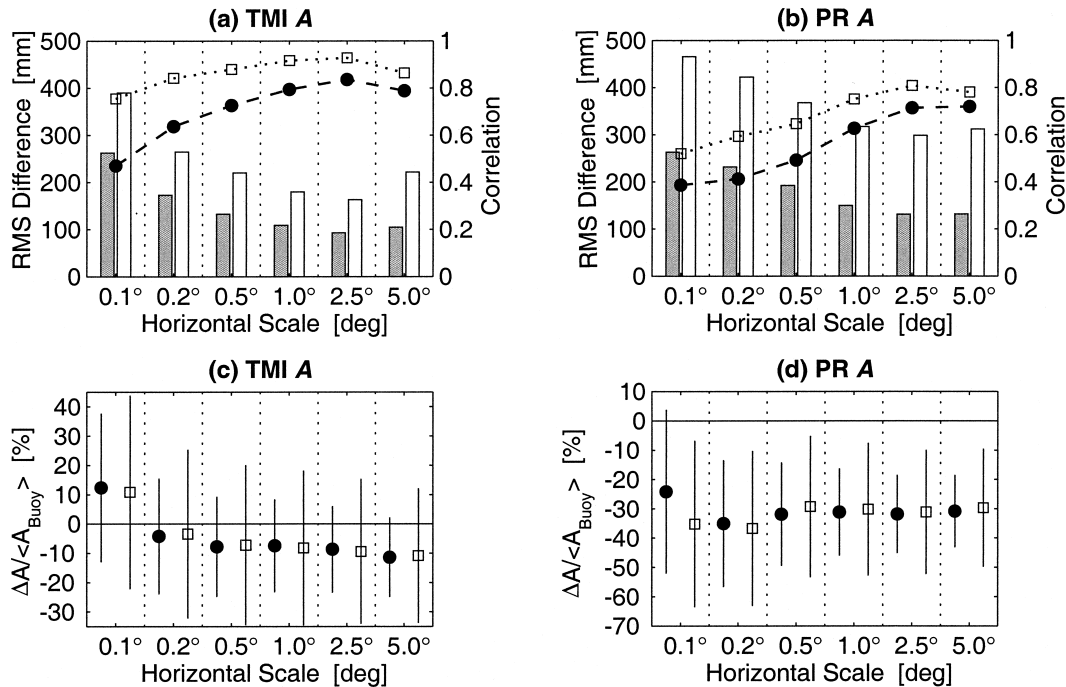 (a) TMI A
500
400
300
200
100
0
RMS Difference [mm]
1
0.8
0.6
0.4
0.2
0
Correlation
0.1° 0.2° 0.5° 1.0° 2.5° 5.0°
Horizontal Scale [deg]
(b) PR A
500
400
300
200
100
0
RMS Difference [mm]
1
0.8
0.6
0.4
0.2
0
Correlation
0.1° 0.2° 0.5° 1.0° 2.5° 5.0°
Horizontal Scale [deg]
(c) TMI A
40
30
20
10
0
-10
-20
-30
ΔA/<A_Buoy> [%]
0.1° 0.2° 0.5° 1.0° 2.5° 5.0°
Horizontal Scale [deg]
(d) PR A
10
0
-10
-20
-30
-40
-50
-60
-70
ΔA/<A_Buoy> [%]
0.1° 0.2° 0.5° 1.0° 2.5° 5.0°
Horizontal Scale [deg]